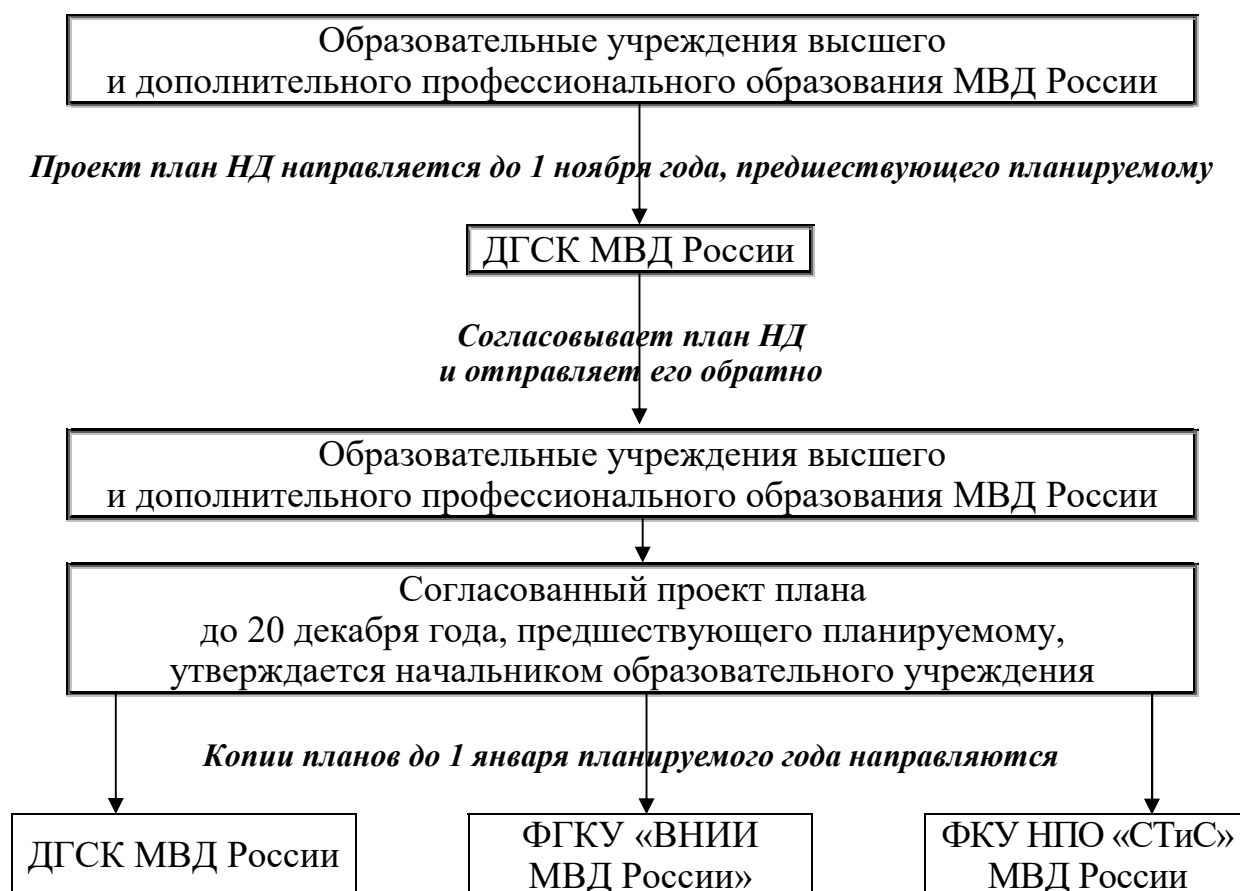 Образовательные учреждения высшего
и дополнительного профессионального образования МВД России
Проект план НД направляется до 1 ноября года, предшествующего планируемому
ДГСК МВД России
Согласовывает план НД
и отправляет его обратно
Образовательные учреждения высшего
и дополнительного профессионального образования МВД России
Согласованный проект плана
до 20 декабря года, предшествующего планируемому,
утверждается начальником образовательного учреждения
Копии планов до 1 января планируемого года направляются
ДГСК МВД России
ФГКУ «ВНИИ
МВД России»
ФКУ НПО «СТиС»
МВД России